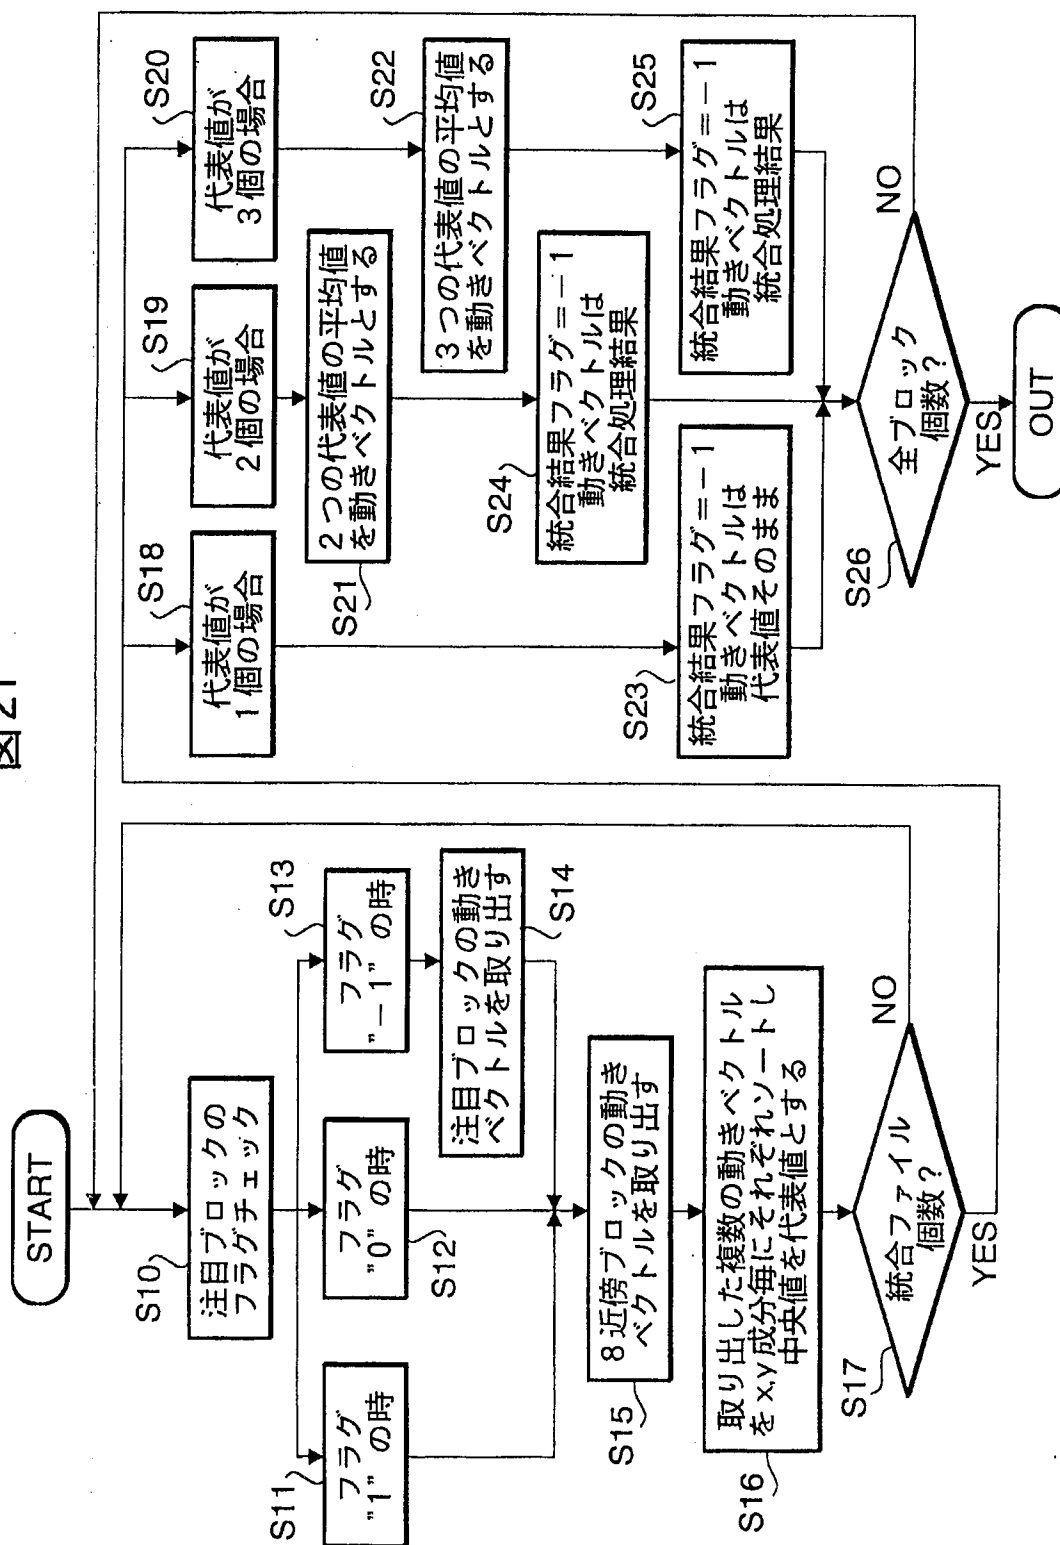 図21
START
S10
注目ブロックの
フラグチェック
S11
フラグ
"1" の時
S12
フラグ
"0" の時
S13
フラグ
"−1" の時
S14
注目ブロックの動き
ベクトルを取り出す
S15
8近傍ブロックの動き
ベクトルを取り出す
S16
取り出した複数の動きベクトル
をx,y成分毎にそれぞれソートし
中央値を代表値とする
S17
統合ファイル
個数?
NO
YES
S18
代表値が
1個の場合
S19
代表値が
2個の場合
S20
代表値が
3個の場合
S21
2つの代表値の平均値
を動きベクトルとする
S22
3つの代表値の平均値
を動きベクトルとする
S23
統合結果フラグ=−1
動きベクトルは
代表値そのまま
S24
統合結果フラグ=−1
動きベクトルは
統合処理結果
S25
統合結果フラグ=−1
動きベクトルは
統合処理結果
S26
全ブロック
個数?
NO
YES
OUT